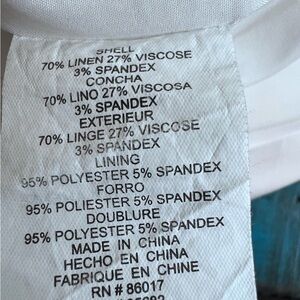 SHELL
70% LINEN 27% VISCOSE
3% SPANDEX
CONCHA
70% LINO 27% VISCOSA
3% SPANDEX
EXTERIEUR
70% LINGE 27% VISCOSE
3% SPANDEX
LINING
95% POLYESTER 5% SPANDEX
FORRO
95% POLIESTER 5% SPANDEX
DOUBLURE
95% POLYESTER 5% SPANDEX
MADE IN CHINA
HECHO EN CHINA
FABRIQUE EN CHINE
RN # 86017